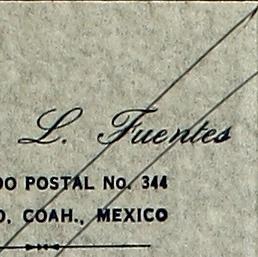 L. Fuentes
DO POSTAL No. 344
O, COAH., MEXICO